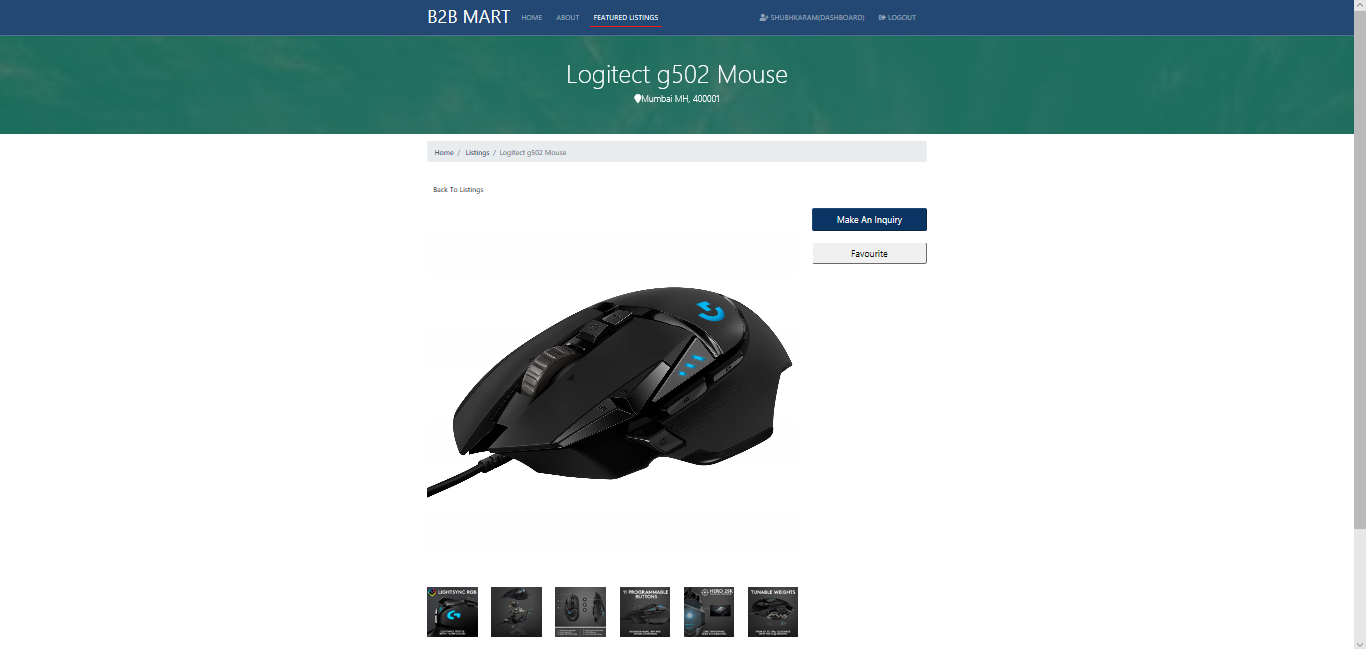 B2B MART HOME ABOUT FEATURED LISTINGS SHUBHKARAM(DASHBOARD) LOGOUT
Logitect g502 Mouse
Mumbai MH, 400001
Home / Listings / Logitect g502 Mouse
Back To Listings
Make An Inquiry
Favourite
LIGHTSYNC RGB
11 PROGRAMMABLE
BUTTONS
HERO 25K
TUNABLE WEIGHTS